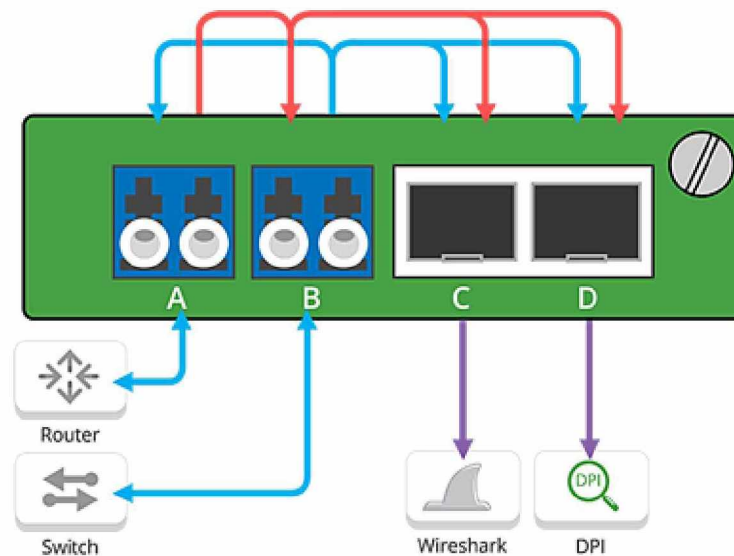 A B C D
Router
Switch
Wireshark
DPI
DPI